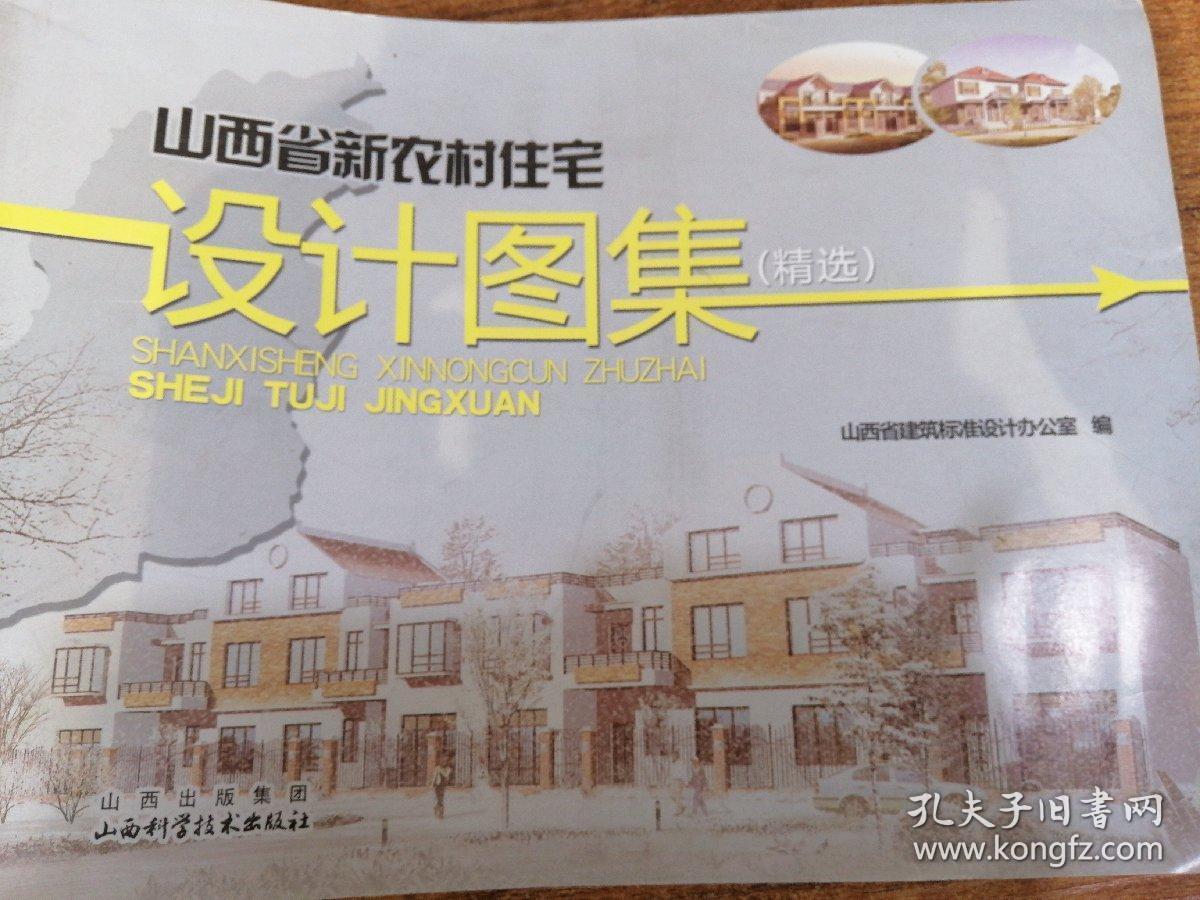 山西省新农村住宅
设计图集（精选）
SHANXISHENG XINNONGCUN ZHUZHAI
SHEJI TUJI JINGXUAN
山西省建筑标准设计办公室 编
山西出版集团
山西科学技术出版社
孔夫子旧书网
www.kongfz.com